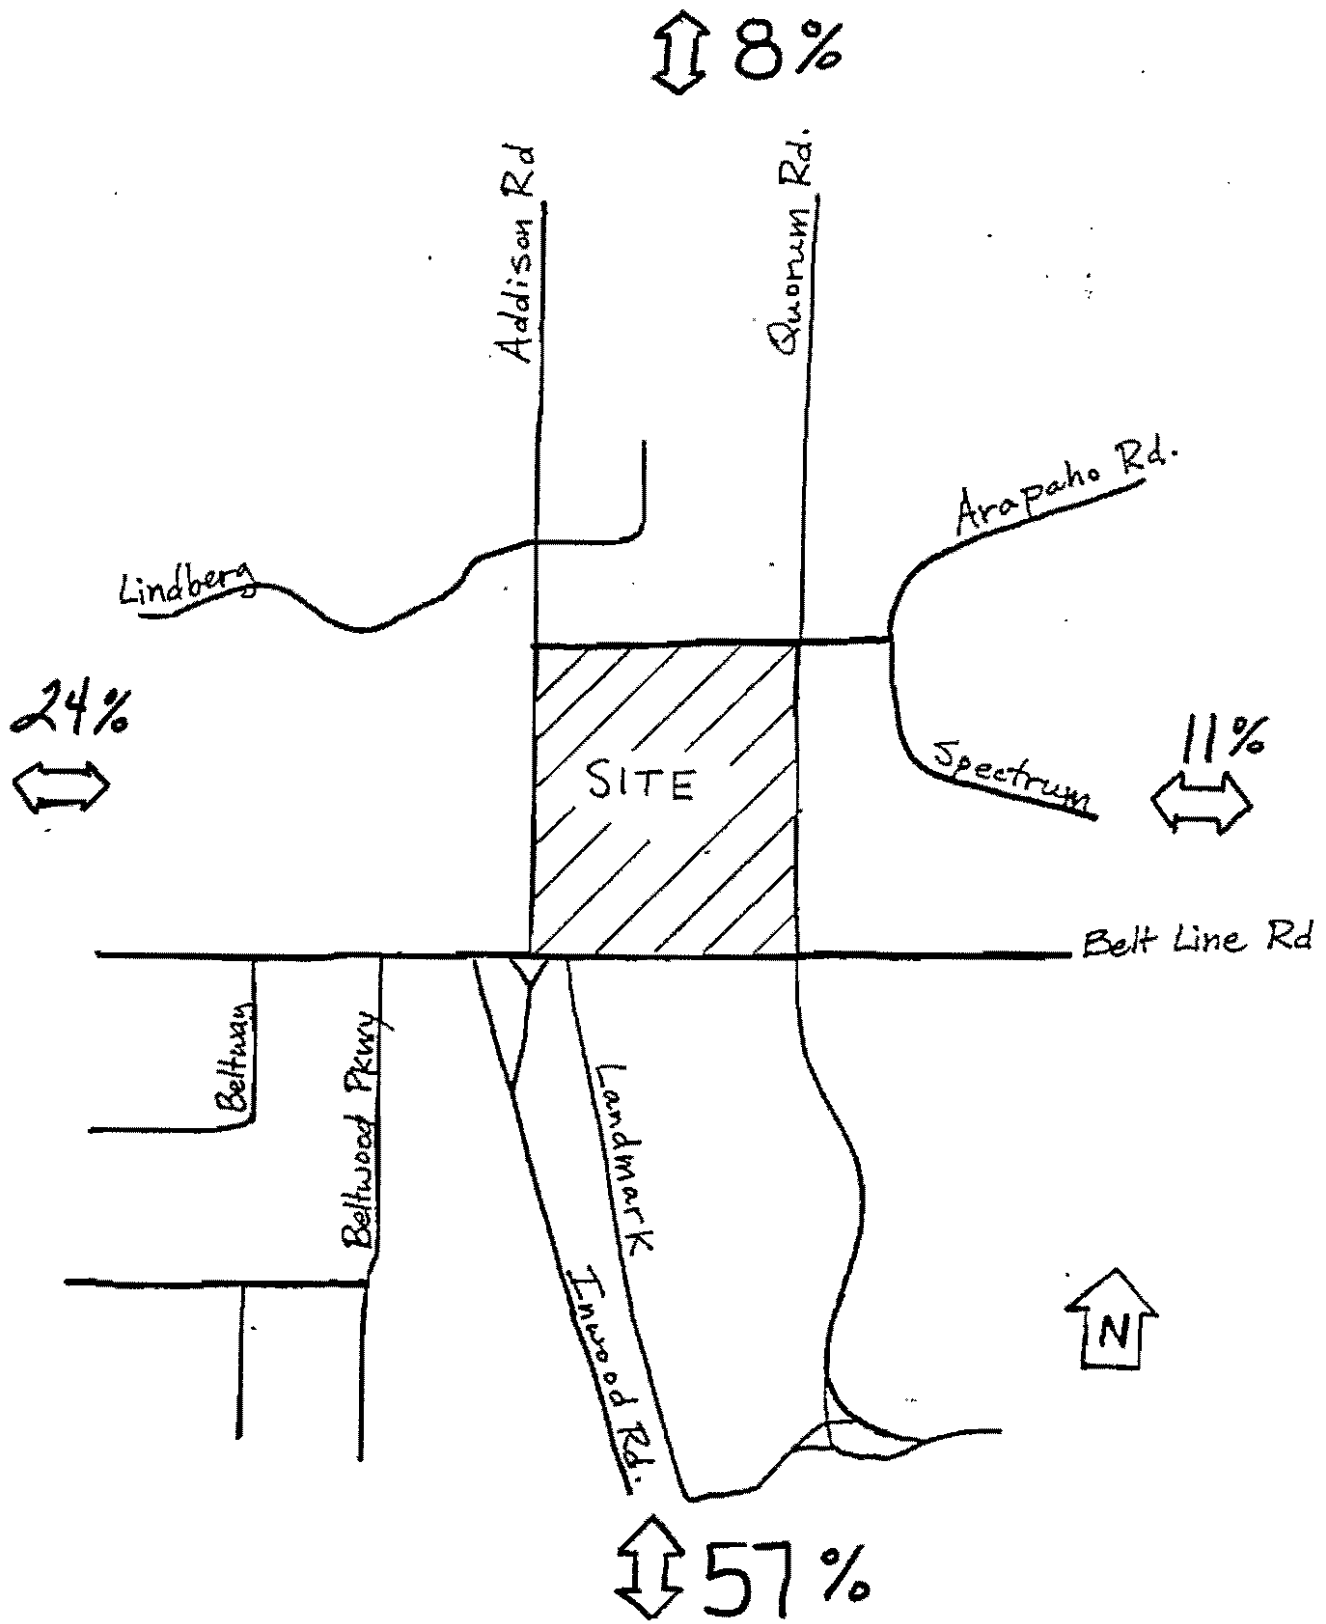 8%
Addison Rd
Quorum Rd.
Arapaho Rd.
Lindberg
24%
SITE
Spectrum
11%
Belt Line Rd
Beltway
Beltwood Pkwy
Landmark
Inwood Rd.
N
57%